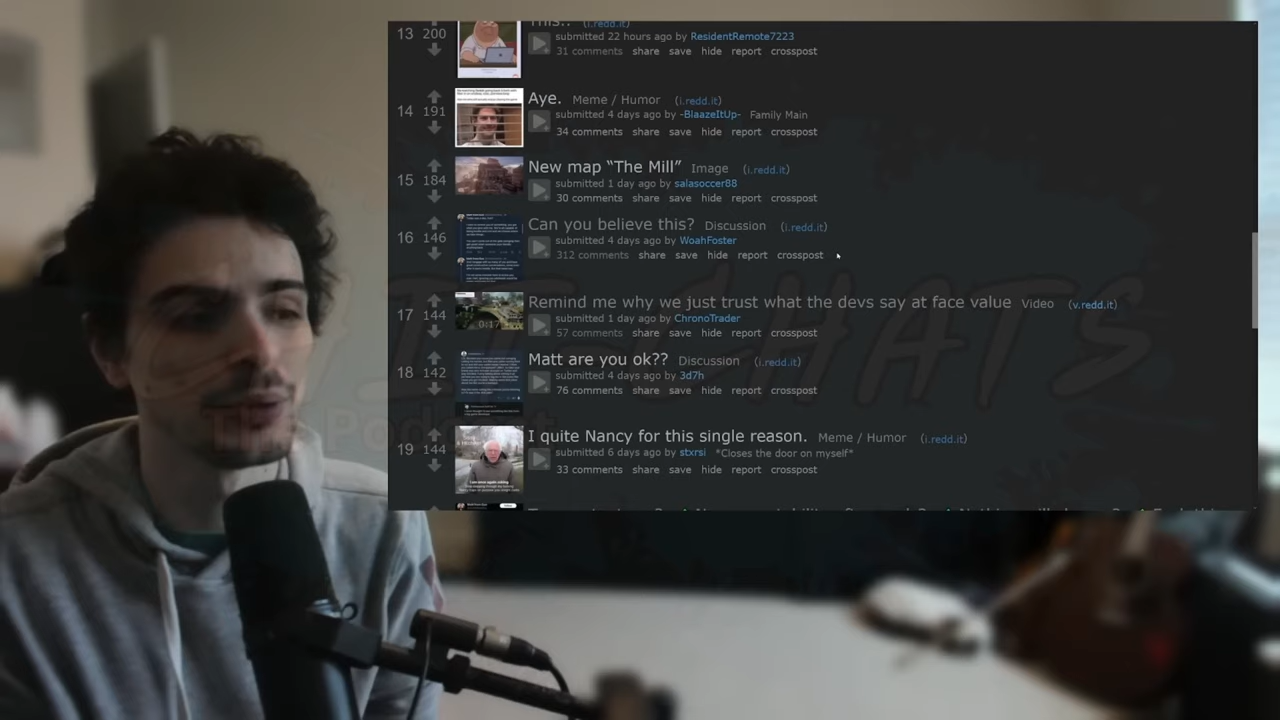 This.. (i.redd.it)
13 200
submitted 22 hours ago by ResidentRemote7223
31 comments share save hide report crosspost
Aye. Meme / Humor (i.redd.it)
14 191
submitted 4 days ago by -BlaazeItUp- Family Main
34 comments share save hide report crosspost
New map “The Mill” Image (i.redd.it)
15 184
submitted 1 day ago by salasoccer88
30 comments share save hide report crosspost
Can you believe this? Discussion (i.redd.it)
16 146
submitted 4 days ago by WoahFoster
312 comments share save hide report crosspost
Remind me why we just trust what the devs say at face value Video (v.redd.it)
17 144
0:17
submitted 1 day ago by ChronoTrader
57 comments share save hide report crosspost
Matt are you ok?? Discussion (i.redd.it)
18 142
submitted 4 days ago by 3d7h
76 comments share save hide report crosspost
I quite Nancy for this single reason. Meme / Humor (i.redd.it)
19 144
submitted 6 days ago by stxrsi *Closes the door on myself*
33 comments share save hide report crosspost
CHATS
The Podcast